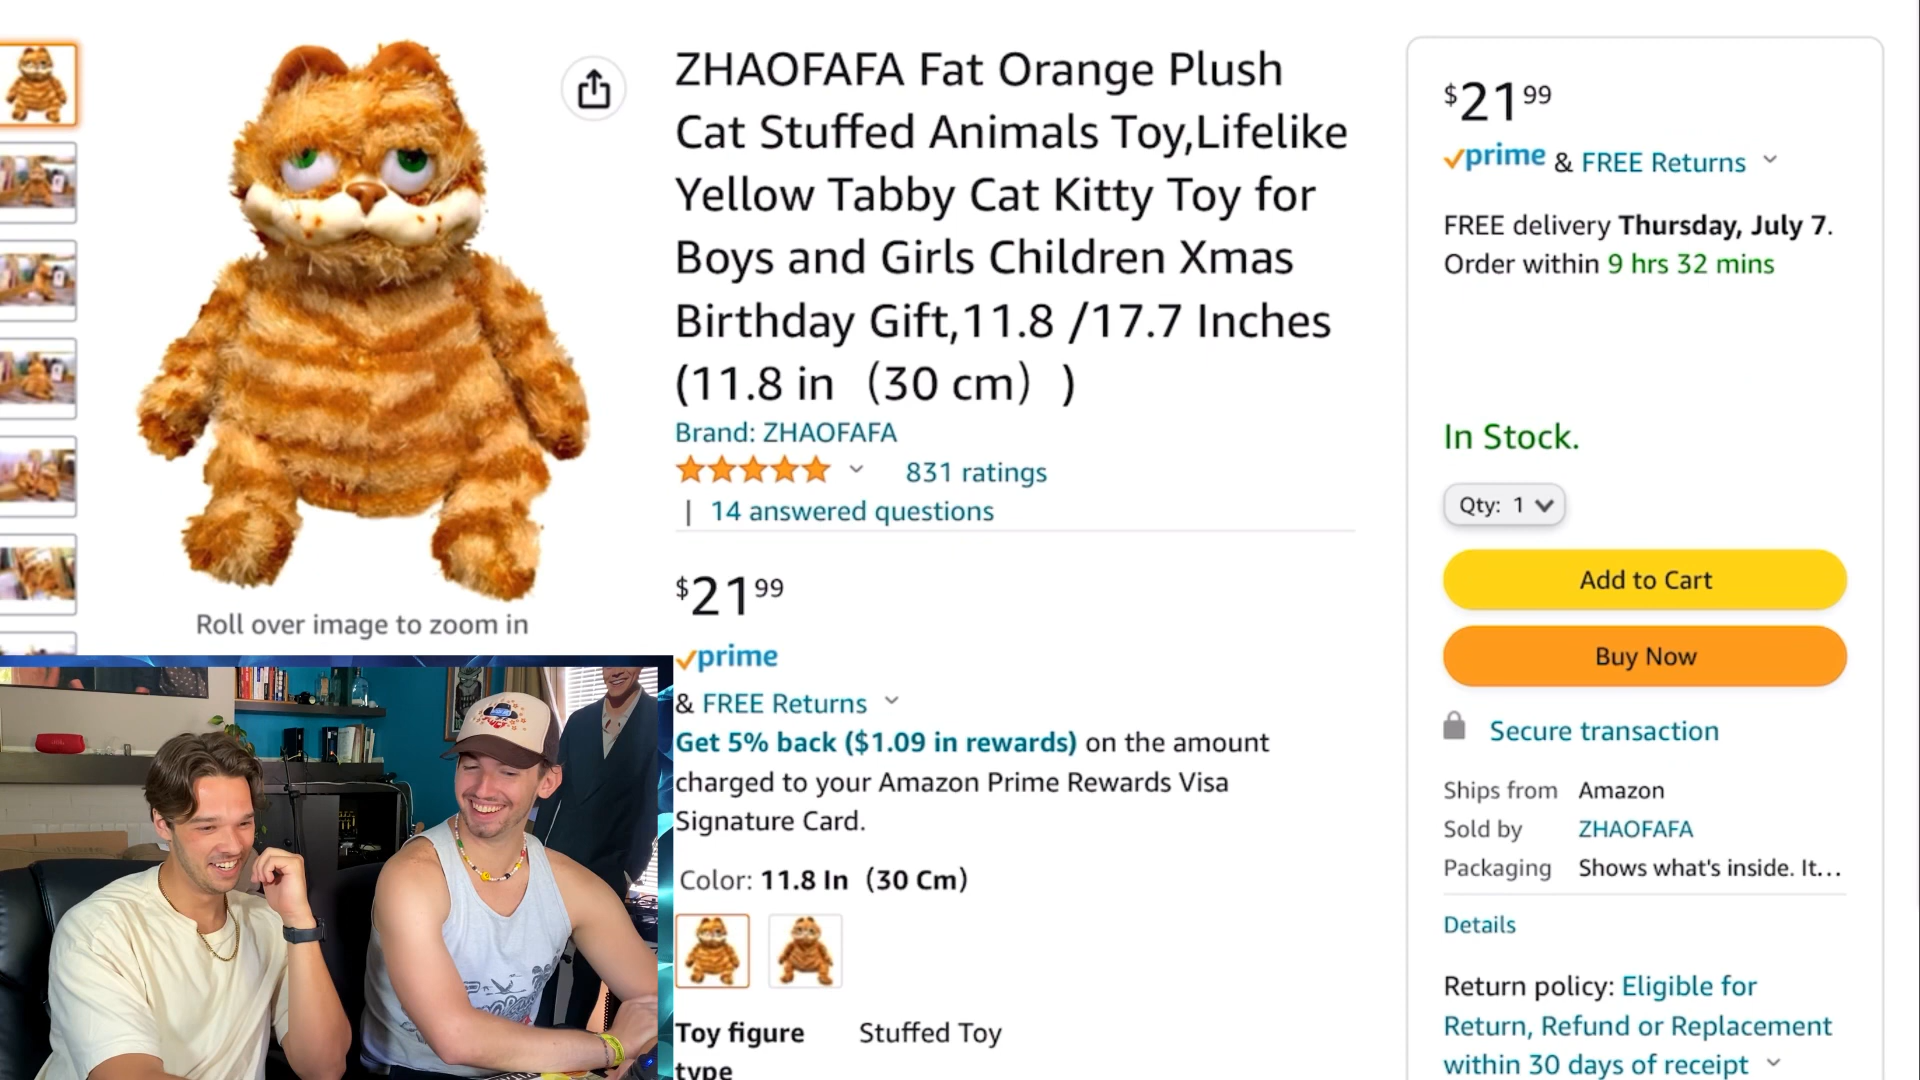 ZHAOFAFA Fat Orange Plush
Cat Stuffed Animals Toy,Lifelike
Yellow Tabby Cat Kitty Toy for
Boys and Girls Children Xmas
Birthday Gift,11.8 /17.7 Inches
(11.8 in（30 cm）)
Brand: ZHAOFAFA
831 ratings
| 14 answered questions
Roll over image to zoom in
$21 99
prime
& FREE Returns
Get 5% back ($1.09 in rewards) on the amount
charged to your Amazon Prime Rewards Visa
Signature Card.
Color: 11.8 In（30 Cm）
Toy figure Stuffed Toy
type
$21 99
prime & FREE Returns
FREE delivery Thursday, July 7.
Order within 9 hrs 32 mins
In Stock.
Qty: 1
Add to Cart
Buy Now
Secure transaction
Ships from Amazon
Sold by ZHAOFAFA
Packaging Shows what's inside. It...
Details
Return policy: Eligible for
Return, Refund or Replacement
within 30 days of receipt